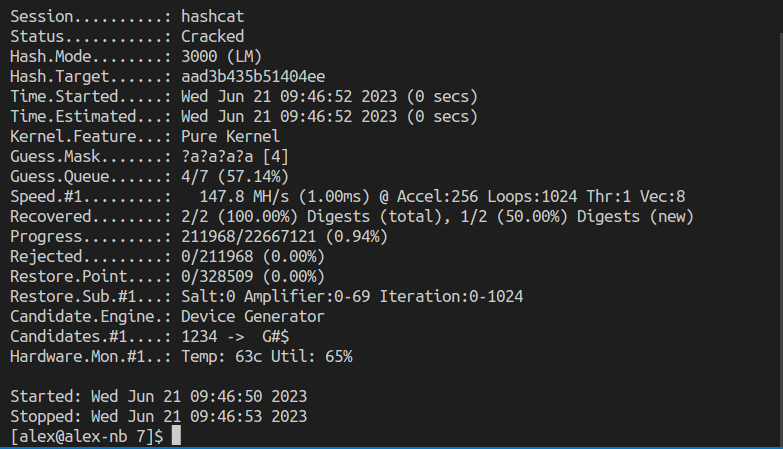 Session..........: hashcat
Status...........: Cracked
Hash.Mode........: 3000 (LM)
Hash.Target......: aad3b435b51404ee
Time.Started.....: Wed Jun 21 09:46:52 2023 (0 secs)
Time.Estimated...: Wed Jun 21 09:46:52 2023 (0 secs)
Kernel.Feature...: Pure Kernel
Guess.Mask.......: ?a?a?a?a [4]
Guess.Queue......: 4/7 (57.14%)
Speed.#1.........:   147.8 MH/s (1.00ms) @ Accel:256 Loops:1024 Thr:1 Vec:8
Recovered........: 2/2 (100.00%) Digests (total), 1/2 (50.00%) Digests (new)
Progress.........: 211968/22667121 (0.94%)
Rejected.........: 0/211968 (0.00%)
Restore.Point....: 0/328509 (0.00%)
Restore.Sub.#1...: Salt:0 Amplifier:0-69 Iteration:0-1024
Candidate.Engine.: Device Generator
Candidates.#1....: 1234 ->  G#$
Hardware.Mon.#1..: Temp: 63c Util: 65%

Started: Wed Jun 21 09:46:50 2023
Stopped: Wed Jun 21 09:46:53 2023
[alex@alex-nb 7]$